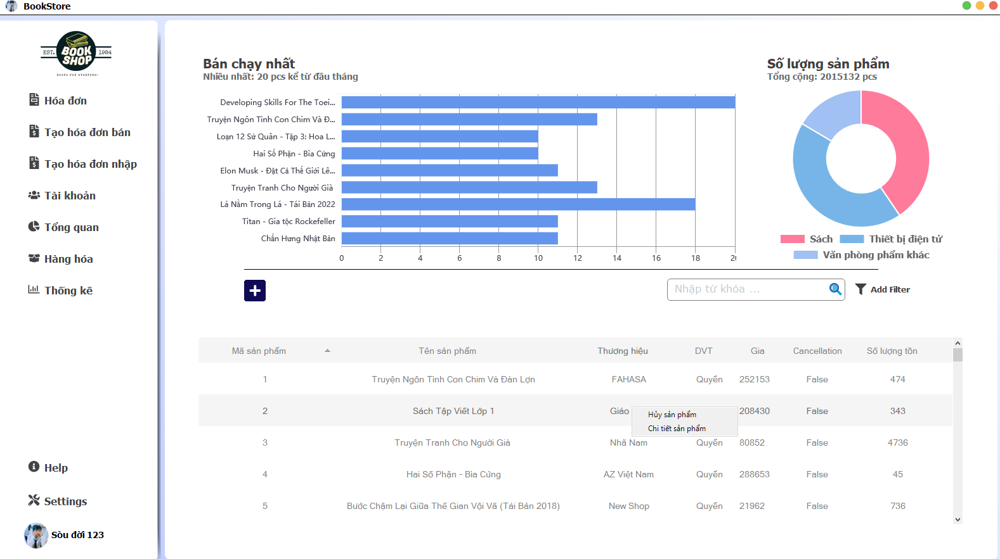 BookStore
EST. BOOK SHOP 1984
BOOKS FOR EVERYONE!
Hóa đơn
Tạo hóa đơn bán
Tạo hóa đơn nhập
Tài khoản
Tổng quan
Hàng hóa
Thống kê
Help
Settings
Sòu đời 123
Bán chạy nhất
Nhiều nhất: 20 pcs kể từ đầu tháng
Developing Skills For The Toei...
Truyện Ngôn Tình Con Chim Và Đ...
Loạn 12 Sứ Quân - Tập 3: Hoa L...
Hai Số Phận - Bìa Cứng
Elon Musk - Đặt Cả Thế Giới Lê...
Truyện Tranh Cho Người Già
Lá Nằm Trong Lá - Tái Bản 2022
Titan - Gia tộc Rockefeller
Chấn Hưng Nhật Bản
0 2 4 6 8 10 12 14 16 18 20
Số lượng sản phẩm
Tổng cộng: 2015132 pcs
Sách Thiết bị điện tử
Văn phòng phẩm khác
Nhập từ khóa ...
Add Filter
Mã sản phẩm Tên sản phẩm Thương hiệu DVT Gia Cancellation Số lượng tồn
1 Truyện Ngôn Tình Con Chim Và Đàn Lợn FAHASA Quyển 252153 False 474
2 Sách Tập Viết Lớp 1 Giáo 208430 False 343
Hủy sản phẩm
Chi tiết sản phẩm
3 Truyện Tranh Cho Người Già Nhã Nam Quyển 80852 False 4736
4 Hai Số Phận - Bìa Cứng AZ Việt Nam Quyển 288653 False 45
5 Bước Chậm Lại Giữa Thế Gian Vội Vã (Tái Bản 2018) New Shop Quyển 21962 False 736